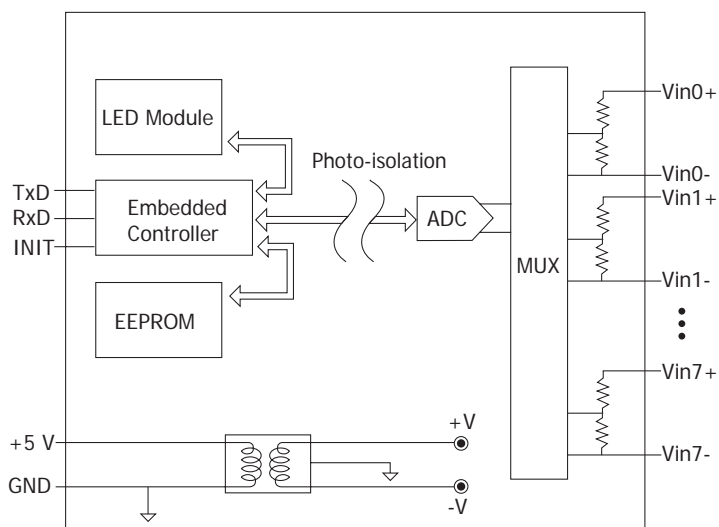 LED Module
Photo-isolation
TxD
RxD
INIT
Embedded
Controller
EEPROM
ADC
MUX
Vin0+
Vin0-
Vin1+
Vin1-
Vin7+
Vin7-
+5 V
GND
+V
-V